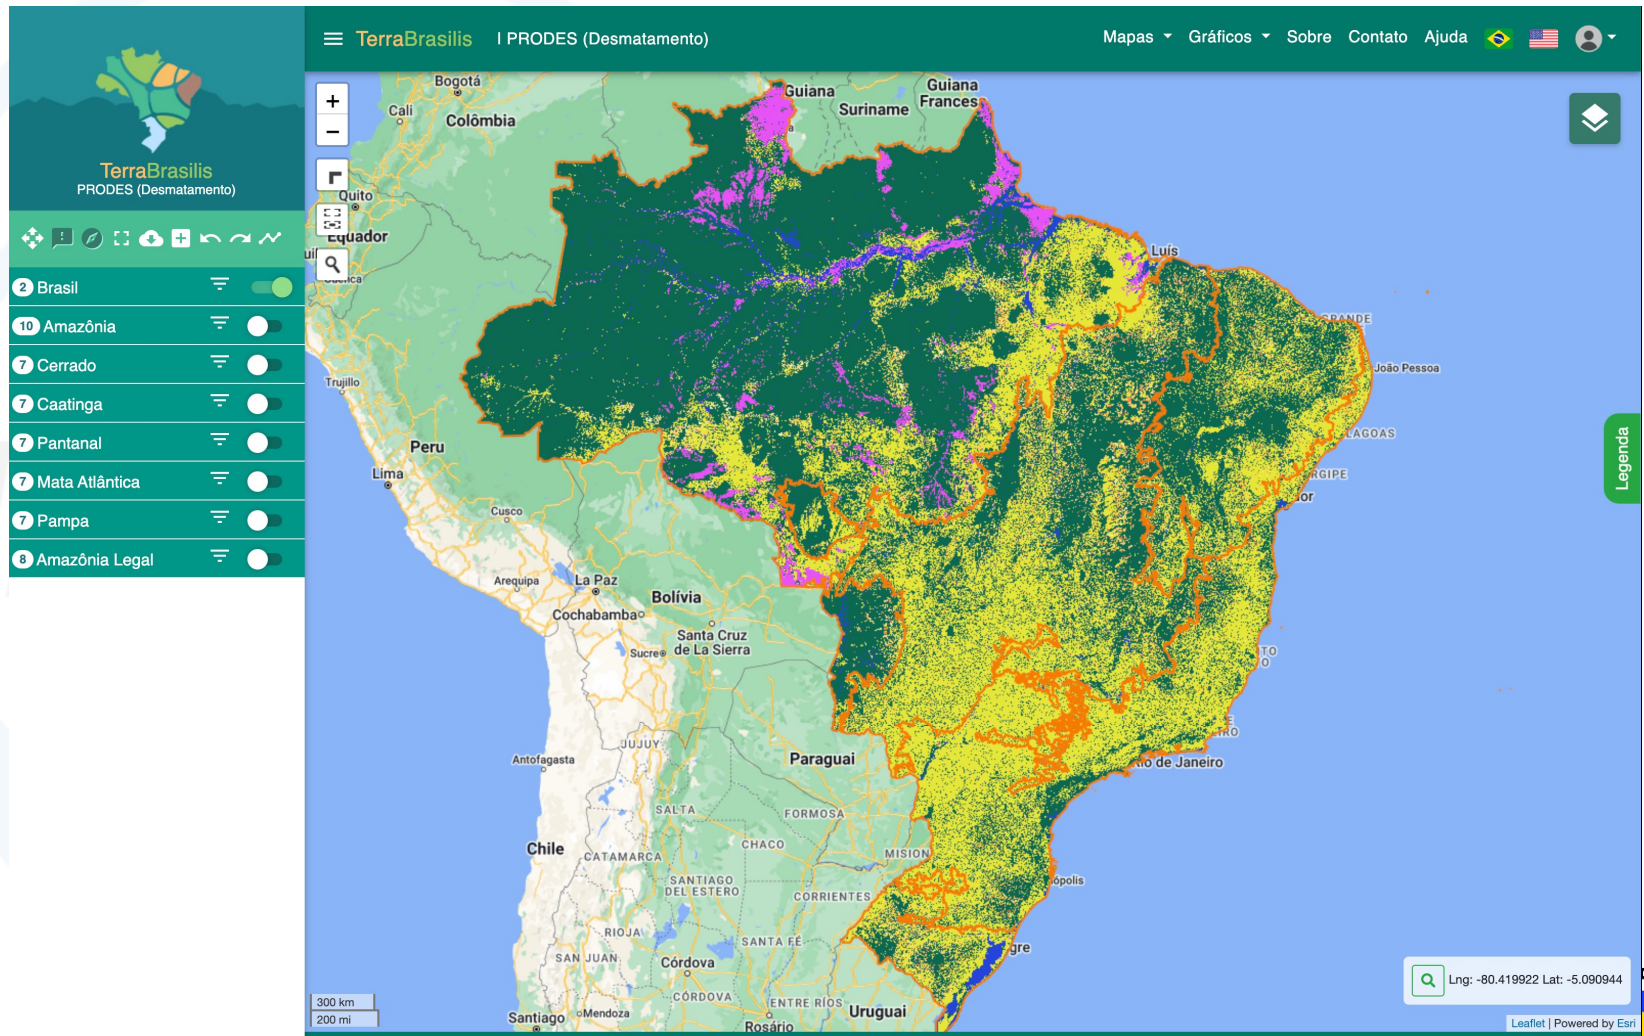 TerraBrasilis
PRODES (Desmatamento)
2 Brasil
10 Amazônia
7 Cerrado
7 Caatinga
7 Pantanal
7 Mata Atlântica
7 Pampa
8 Amazônia Legal
TerraBrasilis | PRODES (Desmatamento)
Mapas Gráficos Sobre Contato Ajuda
+
−
Bogotá
Cali
Colômbia
Guiana
Suriname
Guiana
Frances
Quito
Equador
Luís
GRANDE
João Pessoa
Trujillo
LAGOAS
Peru
Lima
RGIPE
or
Cusco
Arequipa
La Paz
Bolívia
Cochabamba
Santa Cruz
de La Sierra
Sucre
TO
O
JUJUY
Antofagasta
Paraguai
RO
io de Janeiro
SALTA
FORMOSA
Chile
CATAMARCA
CHACO
MISION
SANTIAGO
DEL ESTERO
CORRIENTES
ópolis
RIOJA
SANTA FÉ
gre
SAN JUAN
Córdova
CÓRDOVA
ENTRE RÍOS
Mendoza
Santiago
Rosário
Uruguai
Legenda
300 km
200 mi
Lng: -80.419922 Lat: -5.090944
Leaflet | Powered by Esri